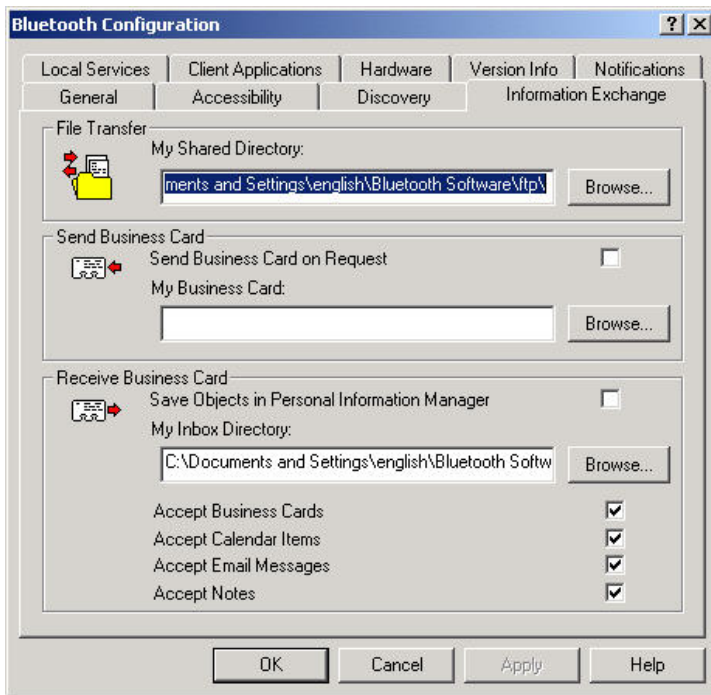 Bluetooth Configuration
Local Services Client Applications Hardware Version Info Notifications
General Accessibility Discovery Information Exchange
File Transfer
My Shared Directory:
ments and Settings\english\Bluetooth Software\ftp\ Browse...
Send Business Card
Send Business Card on Request
My Business Card:
Browse...
Receive Business Card
Save Objects in Personal Information Manager
My Inbox Directory:
C:\Documents and Settings\english\Bluetooth Softw Browse...
Accept Business Cards
Accept Calendar Items
Accept Email Messages
Accept Notes
OK Cancel Apply Help